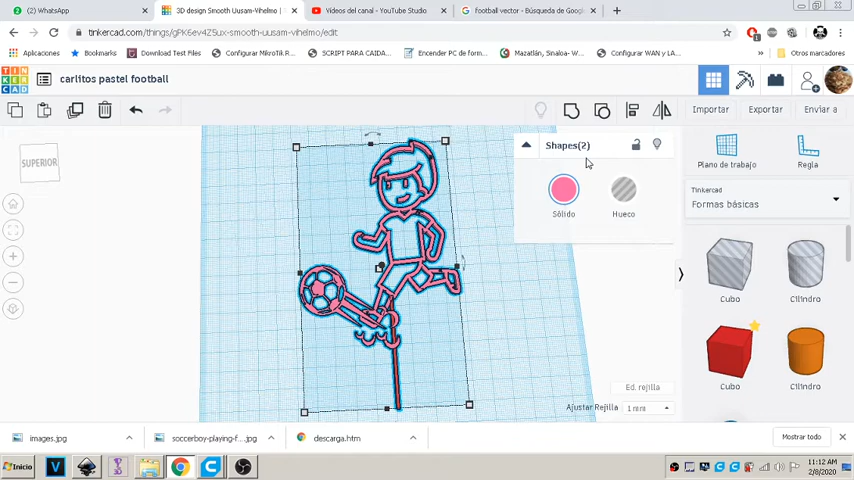 (2) WhatsApp
3D design Smooth Uusam-Vihelmo |
Vídeos del canal - YouTube Studio
Football vector - Búsqueda de Goog
tinkercad.com/things/gPK6ev4Z5ux-smooth-uusam-vihelmo/edit
Aplicaciones
Bookmarks
Download Test Files
Configurar MikroTiK R
SCRIPT PARA CAIDA...
Encender PC de form...
Mazatlán, Sinaloa, W...
Configurar WAN y LA...
Otros marcadores
TIN
KER
CAD
carlitos pastel football
Importar
Exportar
Enviar a
SUPERIOR
Shapes(2)
Sólido
Hueco
Plano de trabajo
Regla
Tinkercad
Formas básicas
Cubo
Cilindro
Cubo
Cilindro
Ed. rejilla
Ajustar Rejilla
1 mm
images.jpg
soccerboy-playing-f....jpg
descarga.htm
Mostrar todo
Inicio
11:12 AM
2/8/2020